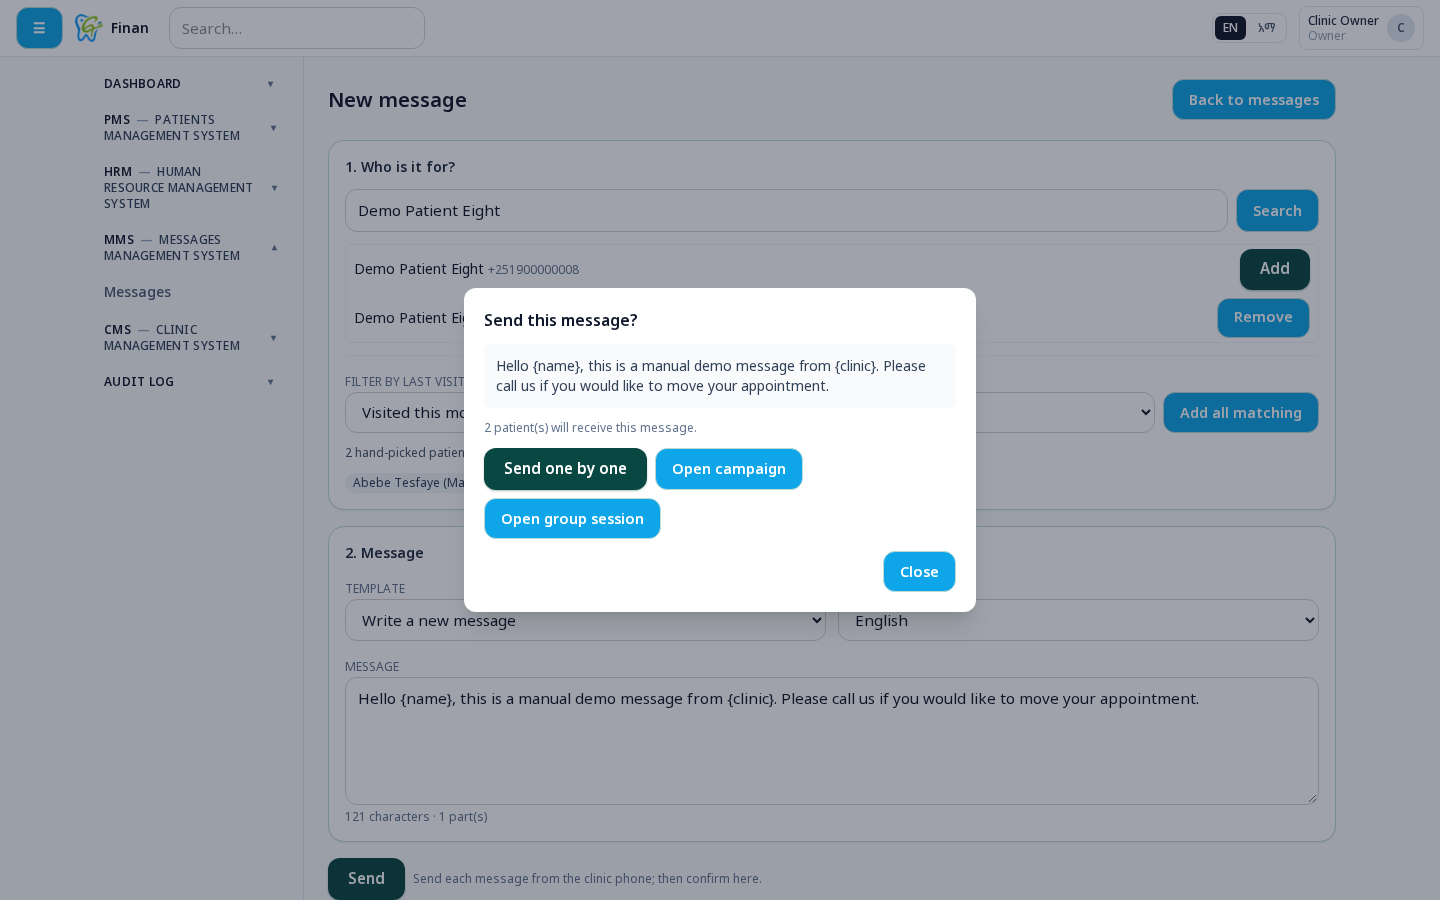 ☰ Finan Search... EN አማ Clinic Owner C
Owner
DASHBOARD ▼
PMS — PATIENTS
MANAGEMENT SYSTEM ▼
HRM — HUMAN
RESOURCE MANAGEMENT ▼
SYSTEM
MMS — MESSAGES
MANAGEMENT SYSTEM ▲
Messages
CMS — CLINIC
MANAGEMENT SYSTEM ▼
AUDIT LOG ▼
New message Back to messages
1. Who is it for?
Demo Patient Eight Search
Demo Patient Eight +251900000008 Add
Demo Patient Remove
FILTER BY LAST VISIT
Visited this Add all matching
2 hand-picked
Abebe Tesfaye
Send this message?
Hello {name}, this is a manual demo message from {clinic}. Please
call us if you would like to move your appointment.
2 patient(s) will receive this message.
Send one by one Open campaign
Open group session
Close
2. Message
TEMPLATE
Write a new message English
MESSAGE
Hello {name}, this is a manual demo message from {clinic}. Please call us if you would like to move your appointment.
121 characters · 1 part(s)
Send Send each message from the clinic phone; then confirm here.